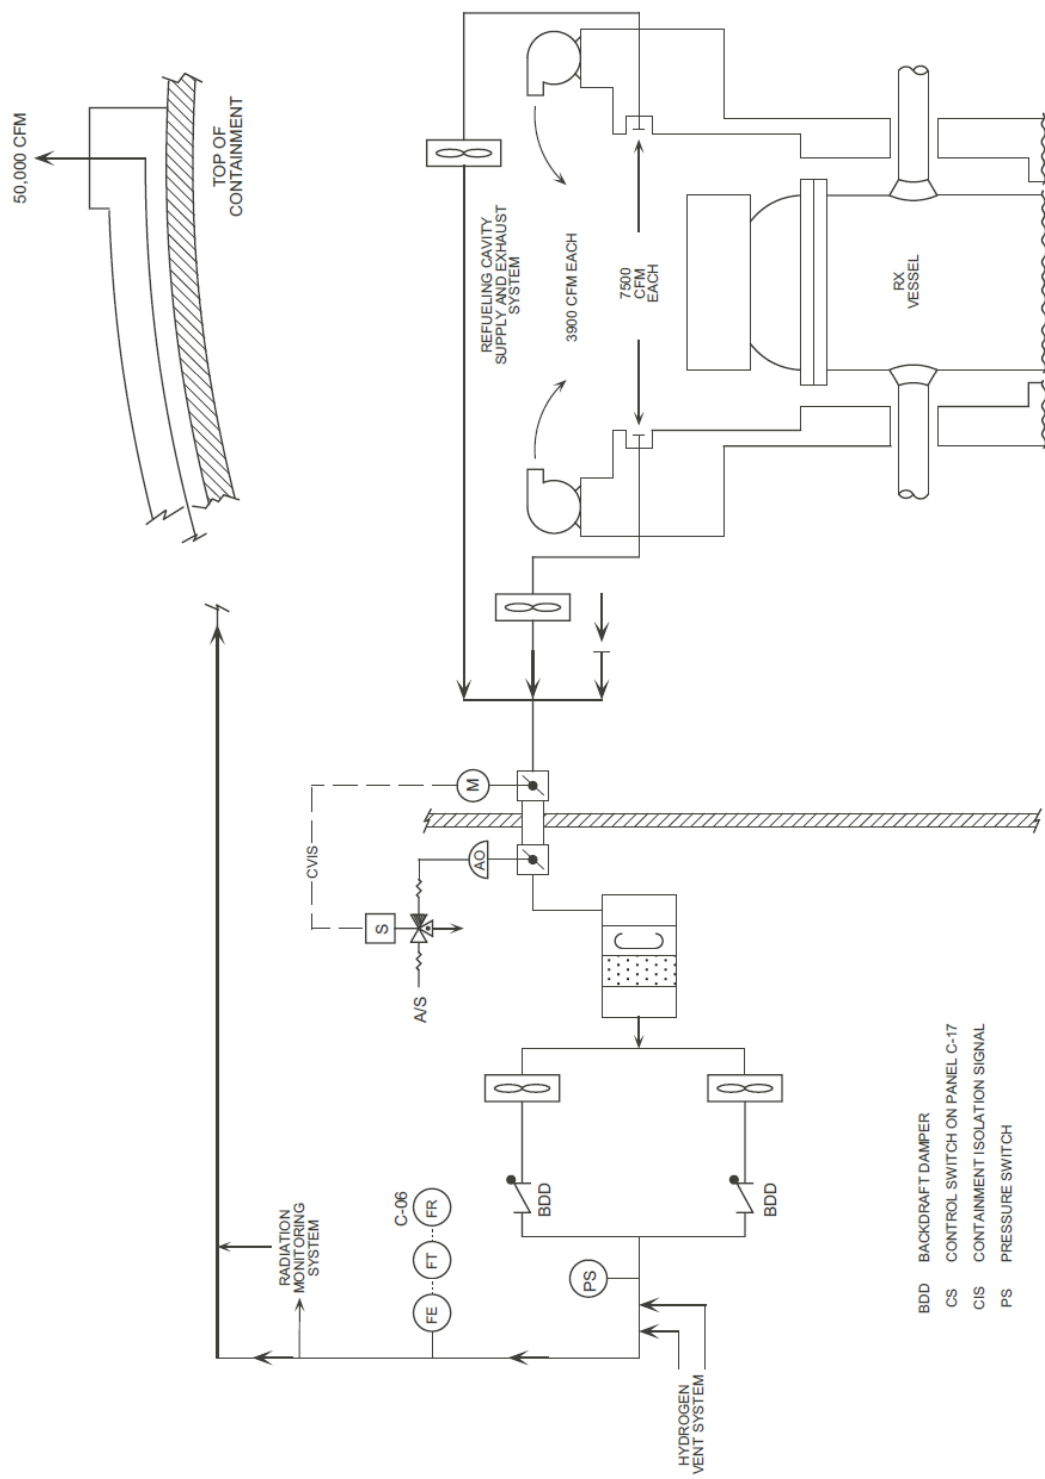 50,000 CFM
TOP OF
CONTAINMENT
REFUELING CAVITY
SUPPLY AND EXHAUST
SYSTEM
3900 CFM EACH
7500
CFM
EACH
RX
VESSEL
M
CVIS
AO
S
A/S
C-06
FR
FT
FE
RADIATION
MONITORING
SYSTEM
BDD
BDD
PS
HYDROGEN
VENT SYSTEM
BDD BACKDRAFT DAMPER
CS CONTROL SWITCH ON PANEL C-17
CIS CONTAINMENT ISOLATION SIGNAL
PS PRESSURE SWITCH